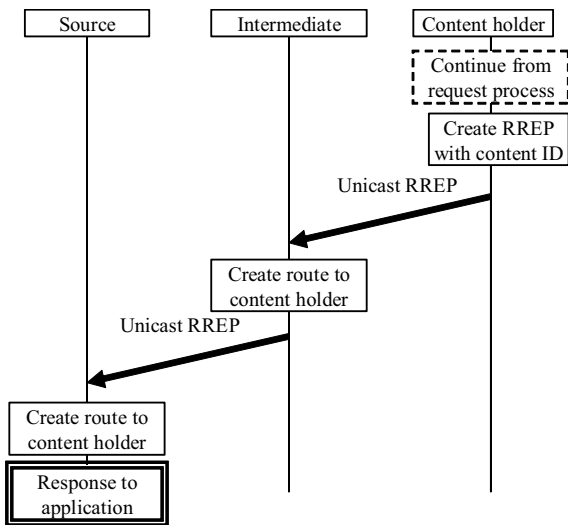 Source
Intermediate
Content holder
Continue from
request process
Create RREP
with content ID
Unicast RREP
Create route to
content holder
Unicast RREP
Create route to
content holder
Response to
application